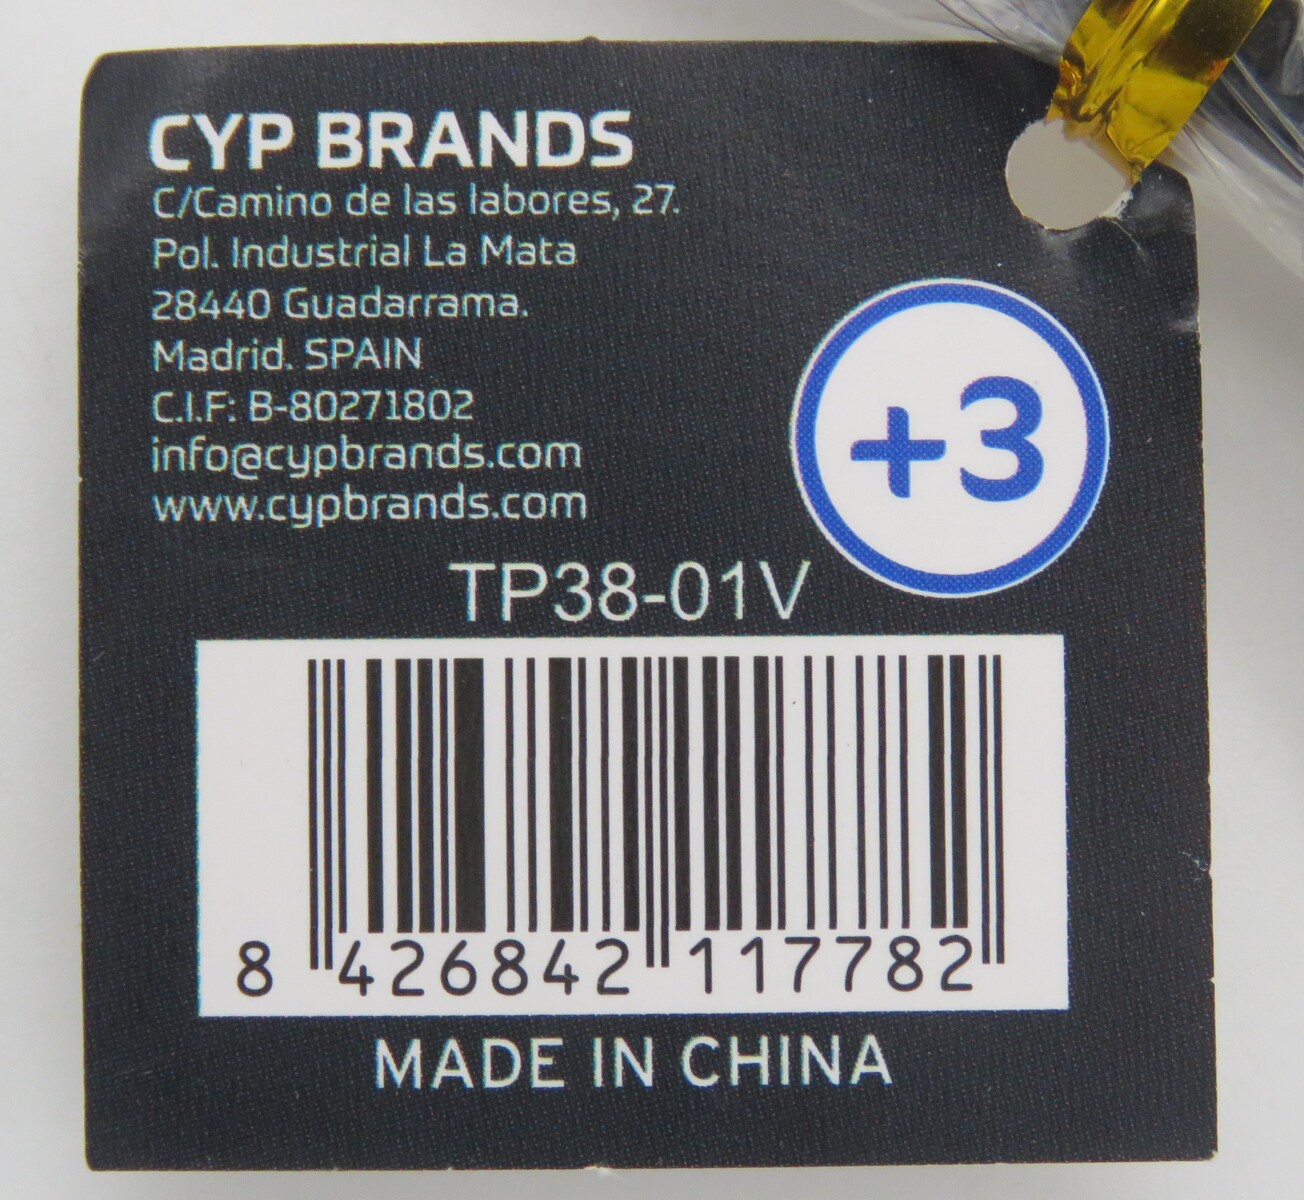 CYP BRANDS
C/Camino de las labores, 27.
Pol. Industrial La Mata
28440 Guadarrama.
Madrid. SPAIN
C.I.F: B-80271802
info@cypbrands.com
www.cypbrands.com
+3
TP38-01V
8 426842 117782
MADE IN CHINA